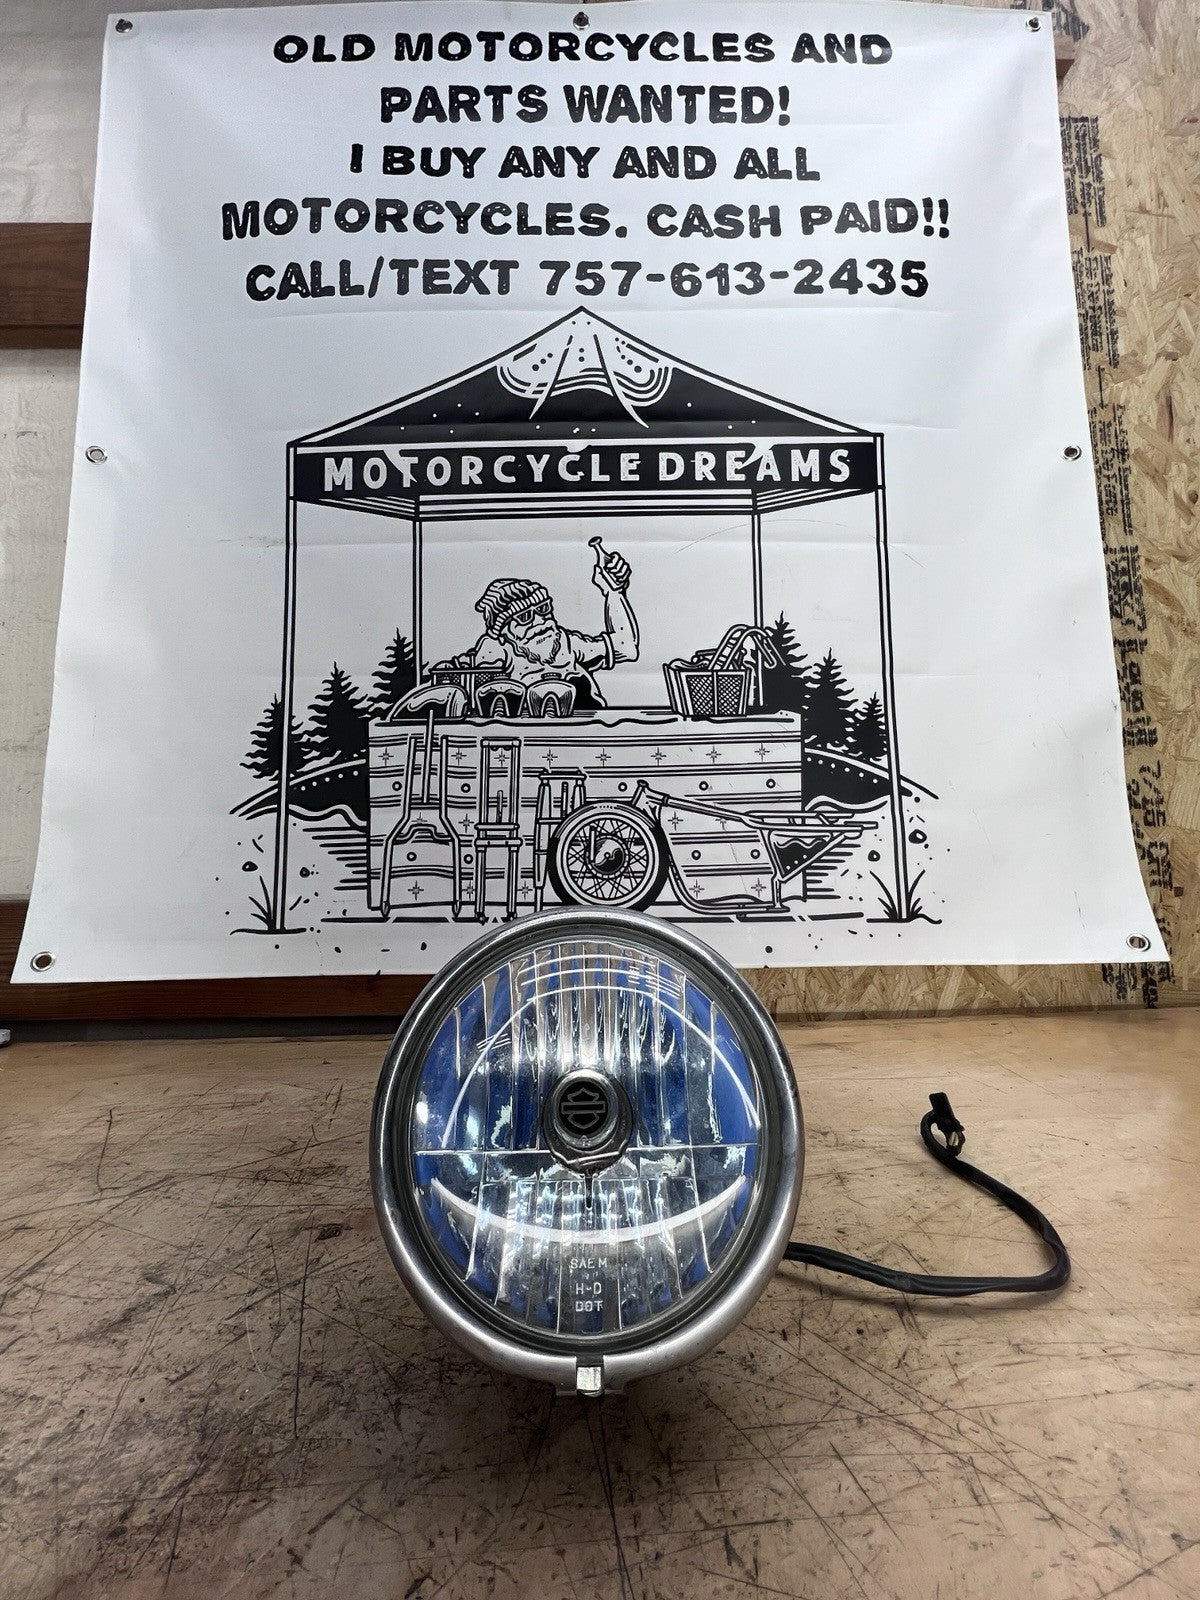 OLD MOTORCYCLES AND
PARTS WANTED!
I BUY ANY AND ALL
MOTORCYCLES. CASH PAID!!
CALL/TEXT 757-613-2435
MOTORCYCLE DREAMS
SAE M
H-D
DOT